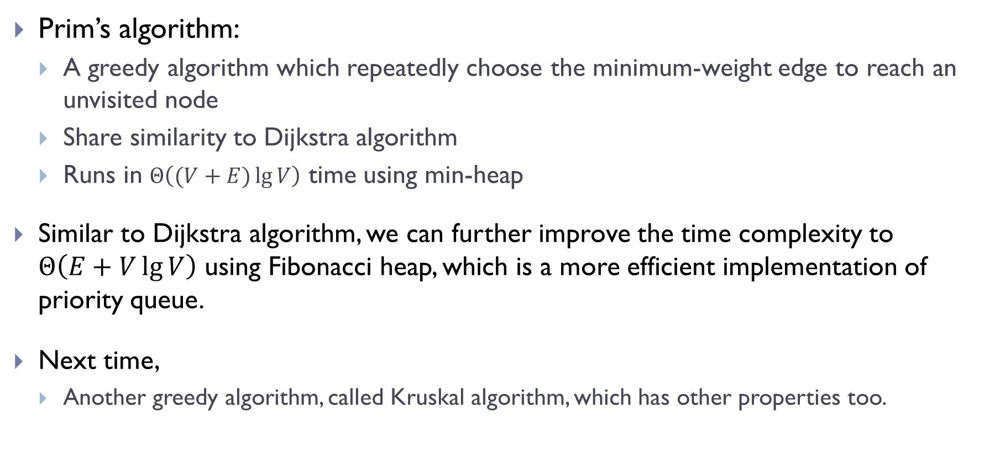 Prim’s algorithm:
A greedy algorithm which repeatedly choose the minimum-weight edge to reach an
unvisited node
Share similarity to Dijkstra algorithm
Runs in Θ((V + E) lg V) time using min-heap
Similar to Dijkstra algorithm, we can further improve the time complexity to
Θ(E + V lg V) using Fibonacci heap, which is a more efficient implementation of
priority queue.
Next time,
Another greedy algorithm, called Kruskal algorithm, which has other properties too.